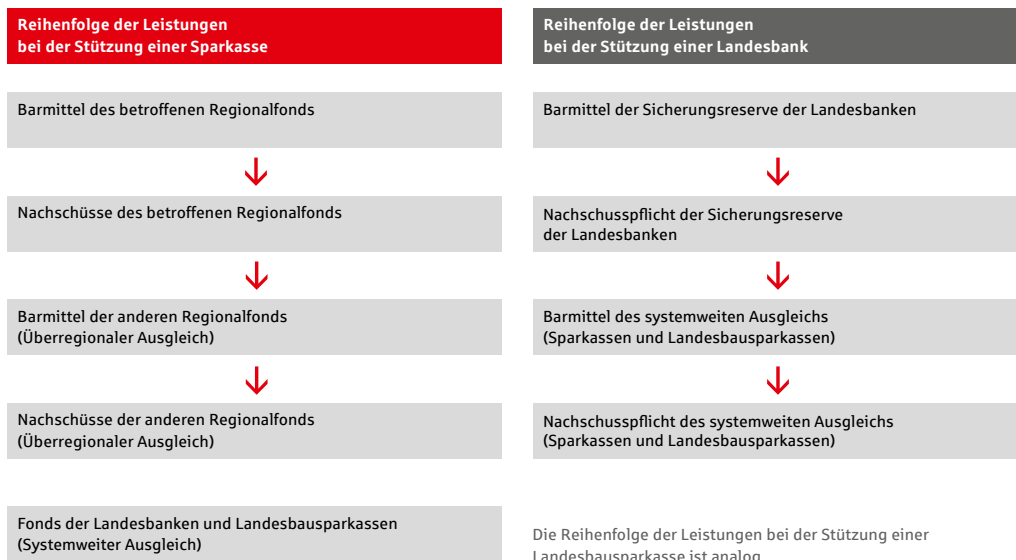 Reihenfolge der Leistungen
bei der Stützung einer Sparkasse
Barmittel des betroffenen Regionalfonds
Nachschüsse des betroffenen Regionalfonds
Barmittel der anderen Regionalfonds
(Überregionaler Ausgleich)
Nachschüsse der anderen Regionalfonds
(Überregionaler Ausgleich)
Fonds der Landesbanken und Landesbausparkassen
(Systemweiter Ausgleich)
Reihenfolge der Leistungen
bei der Stützung einer Landesbank
Barmittel der Sicherungsreserve der Landesbanken
Nachschusspflicht der Sicherungsreserve
der Landesbanken
Barmittel des systemweiten Ausgleichs
(Sparkassen und Landesbausparkassen)
Nachschusspflicht des systemweiten Ausgleichs
(Sparkassen und Landesbausparkassen)
Die Reihenfolge der Leistungen bei der Stützung einer
Landesbausparkasse ist analog